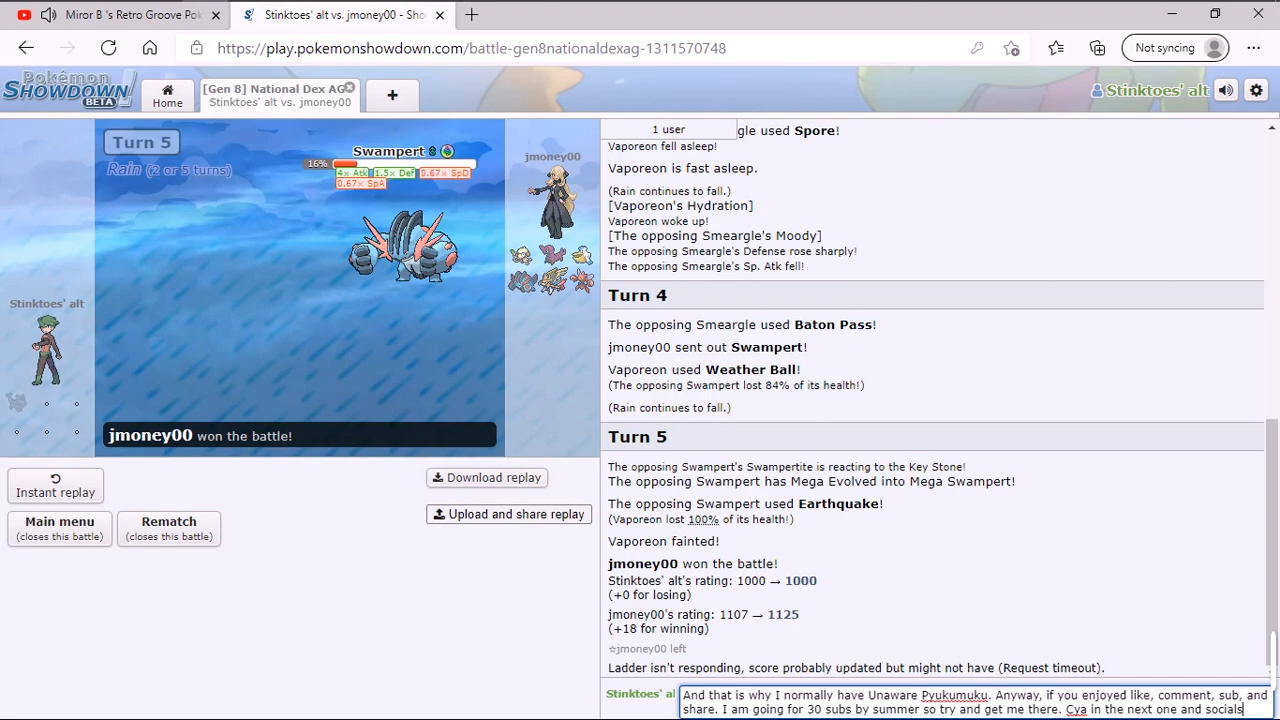 Miror B 's Retro Groove Pok
Stinktoes' alt vs. jmoney00 - Sho
https://play.pokemonshowdown.com/battle-gen8nationaldexag-1311570748
Not syncing
Pokémon
SHOWDOWN
BETA
Home
[Gen 8] National Dex AG
Stinktoes' alt vs. jmoney00
Stinktoes' alt
Turn 5
Rain (2 or 5 turns)
Swampert
16%
4× Atk 1.5× Def 0.67× SpD
0.67× SpA
jmoney00
Stinktoes' alt
jmoney00 won the battle!
Instant replay
Download replay
Upload and share replay
Main menu
(closes this battle)
Rematch
(closes this battle)
1 user
gle used Spore!
Vaporeon fell asleep!
Vaporeon is fast asleep.
(Rain continues to fall.)
[Vaporeon's Hydration]
Vaporeon woke up!
[The opposing Smeargle's Moody]
The opposing Smeargle's Defense rose sharply!
The opposing Smeargle's Sp. Atk fell!
Turn 4
The opposing Smeargle used Baton Pass!
jmoney00 sent out Swampert!
Vaporeon used Weather Ball!
(The opposing Swampert lost 84% of its health!)
(Rain continues to fall.)
Turn 5
The opposing Swampert's Swampertite is reacting to the Key Stone!
The opposing Swampert has Mega Evolved into Mega Swampert!
The opposing Swampert used Earthquake!
(Vaporeon lost 100% of its health!)
Vaporeon fainted!
jmoney00 won the battle!
Stinktoes' alt's rating: 1000 → 1000
(+0 for losing)
jmoney00's rating: 1107 → 1125
(+18 for winning)
☆jmoney00 left
Ladder isn't responding, score probably updated but might not have (Request timeout).
Stinktoes' al
And that is why I normally have Unaware Pyukumuku. Anyway, if you enjoyed like, comment, sub, and
share. I am going for 30 subs by summer so try and get me there. Cya in the next one and socials